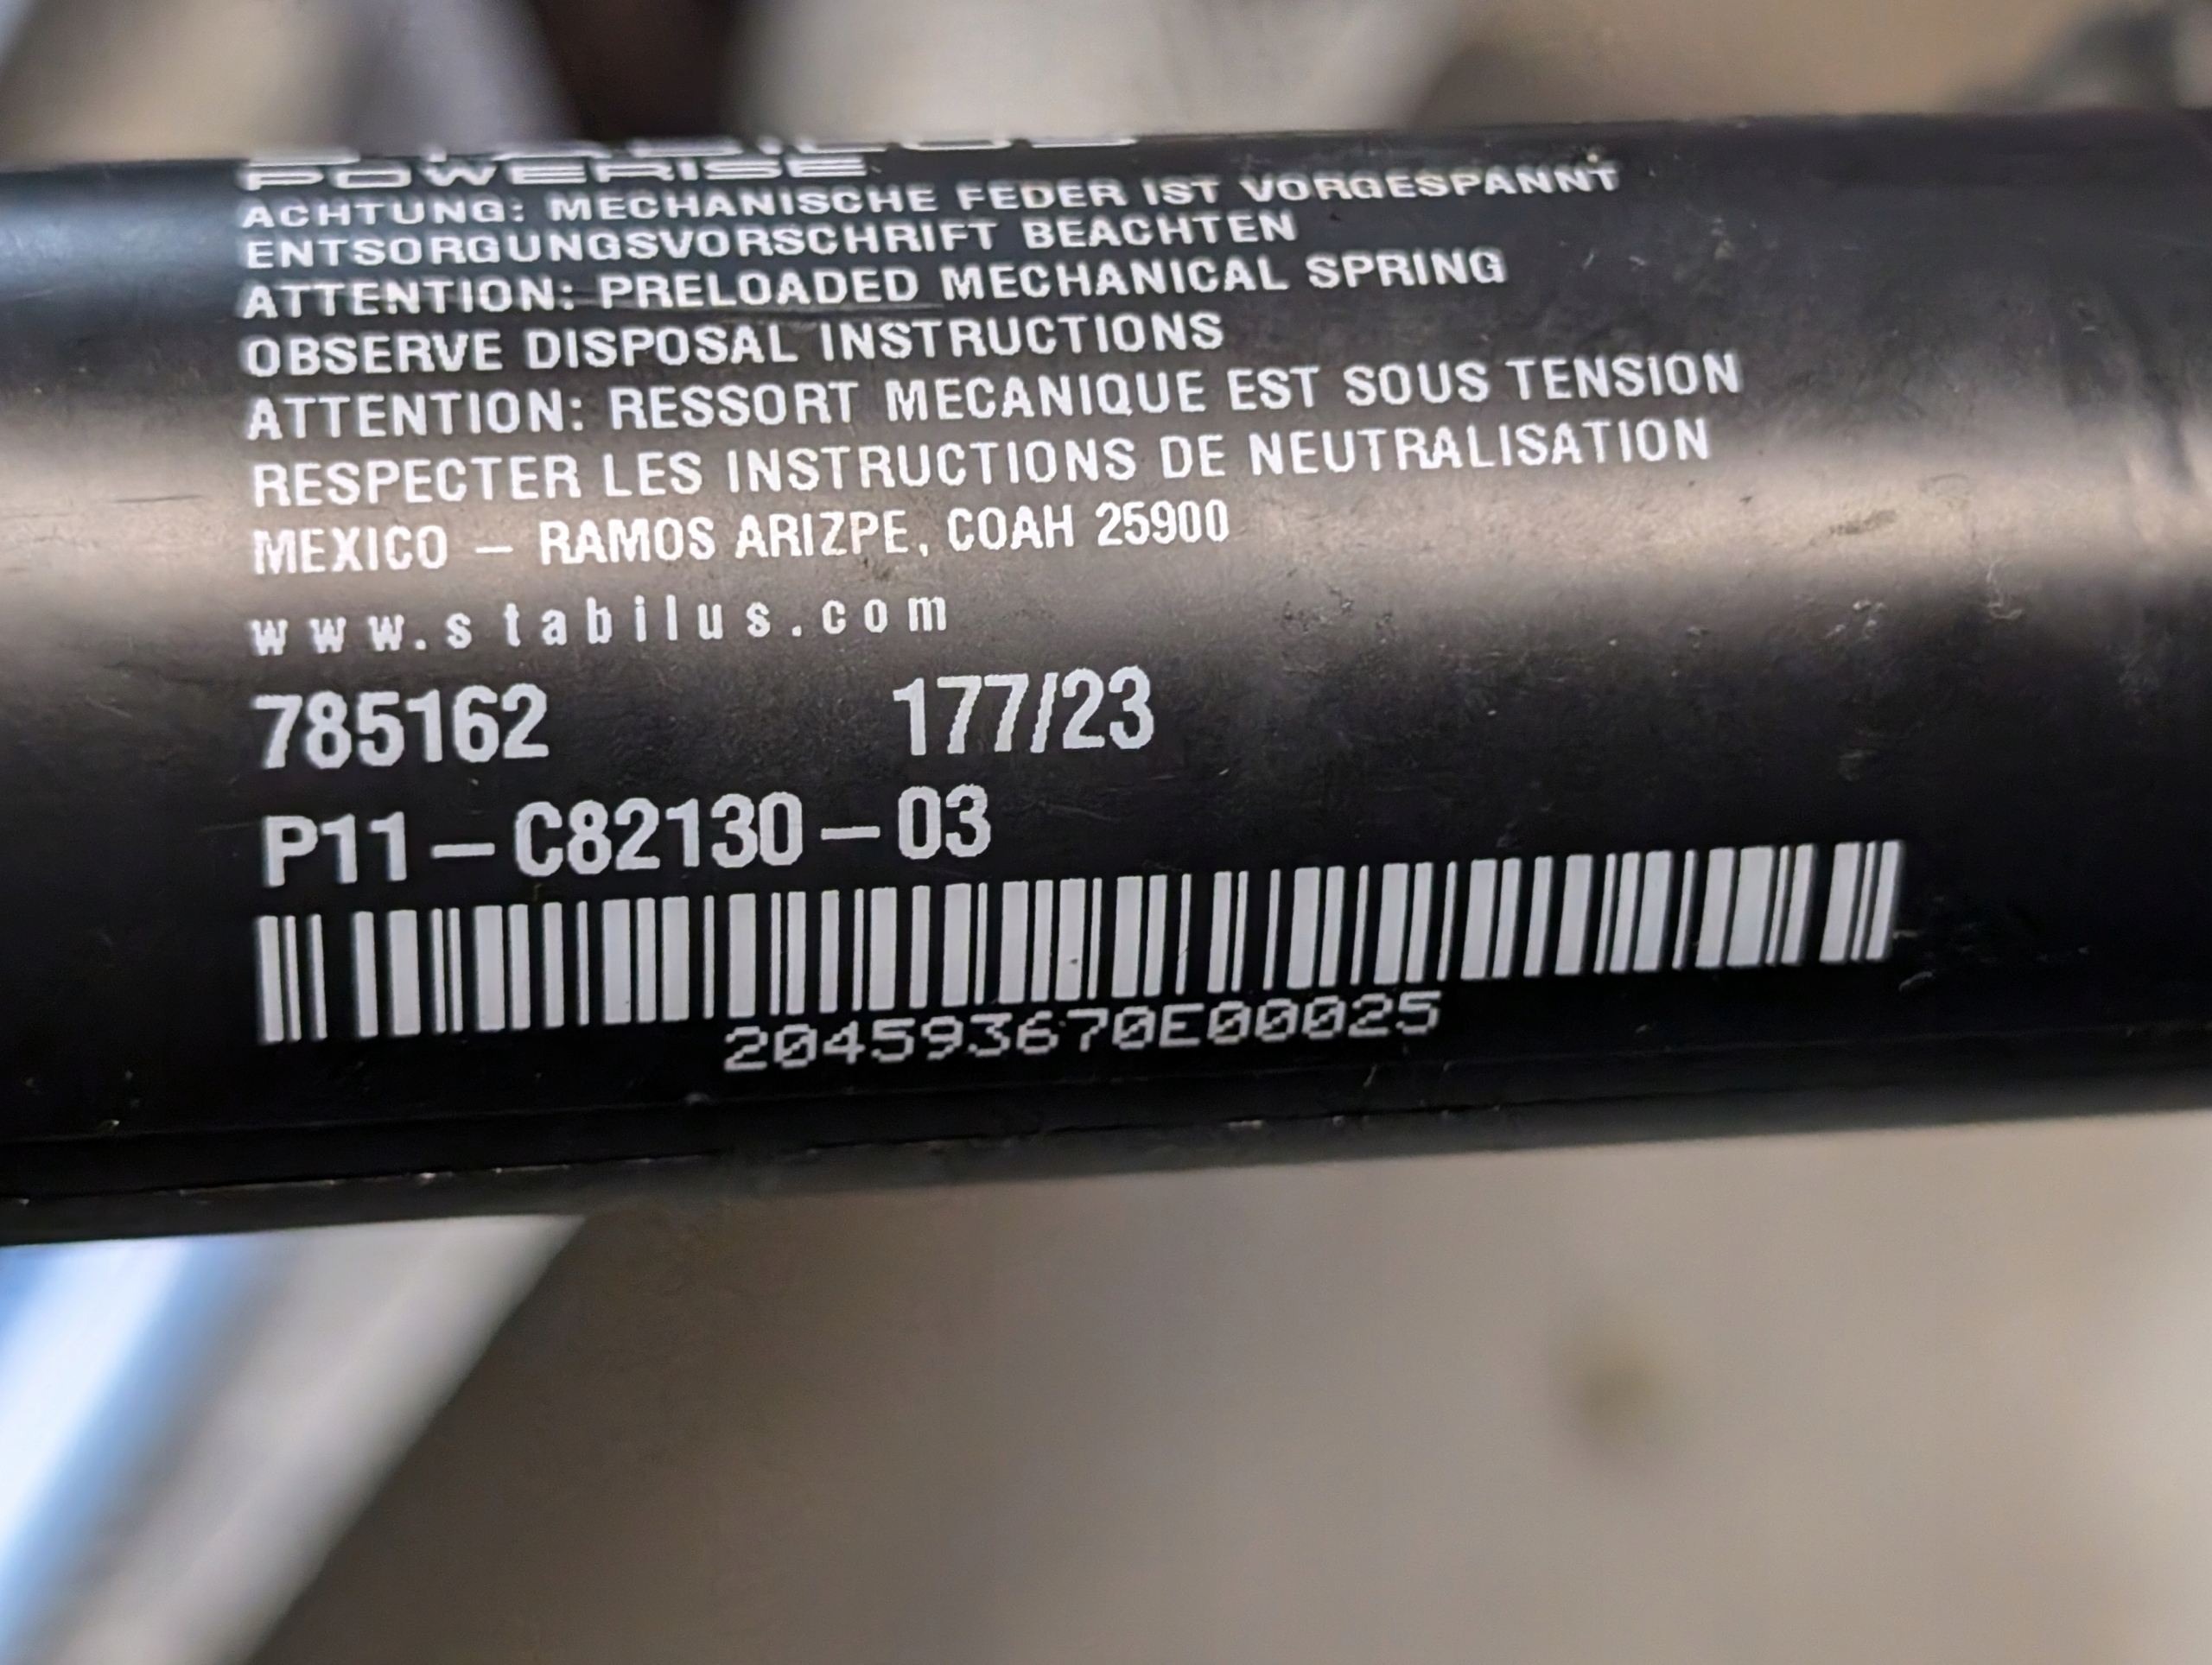 POWERISE
ACHTUNG: MECHANISCHE FEDER IST VORGESPANNT
ENTSORGUNGSVORSCHRIFT BEACHTEN
ATTENTION: PRELOADED MECHANICAL SPRING
OBSERVE DISPOSAL INSTRUCTIONS
ATTENTION: RESSORT MECANIQUE EST SOUS TENSION
RESPECTER LES INSTRUCTIONS DE NEUTRALISATION
MEXICO – RAMOS ARIZPE, COAH 25900
www.stabilus.com
785162 177/23
P11–C82130–03
204593670E00025